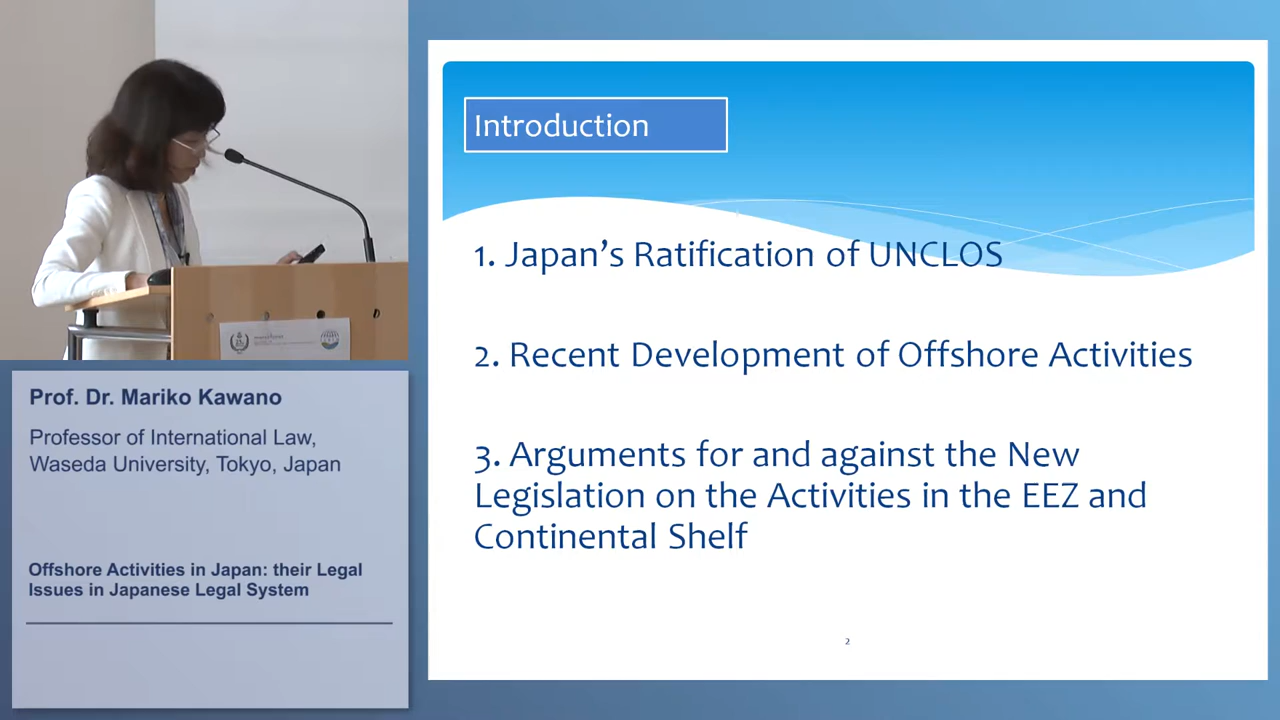 Introduction
1. Japan’s Ratification of UNCLOS
2. Recent Development of Offshore Activities
3. Arguments for and against the New
Legislation on the Activities in the EEZ and
Continental Shelf
2
Prof. Dr. Mariko Kawano
Professor of International Law,
Waseda University, Tokyo, Japan
Offshore Activities in Japan: their Legal
Issues in Japanese Legal System